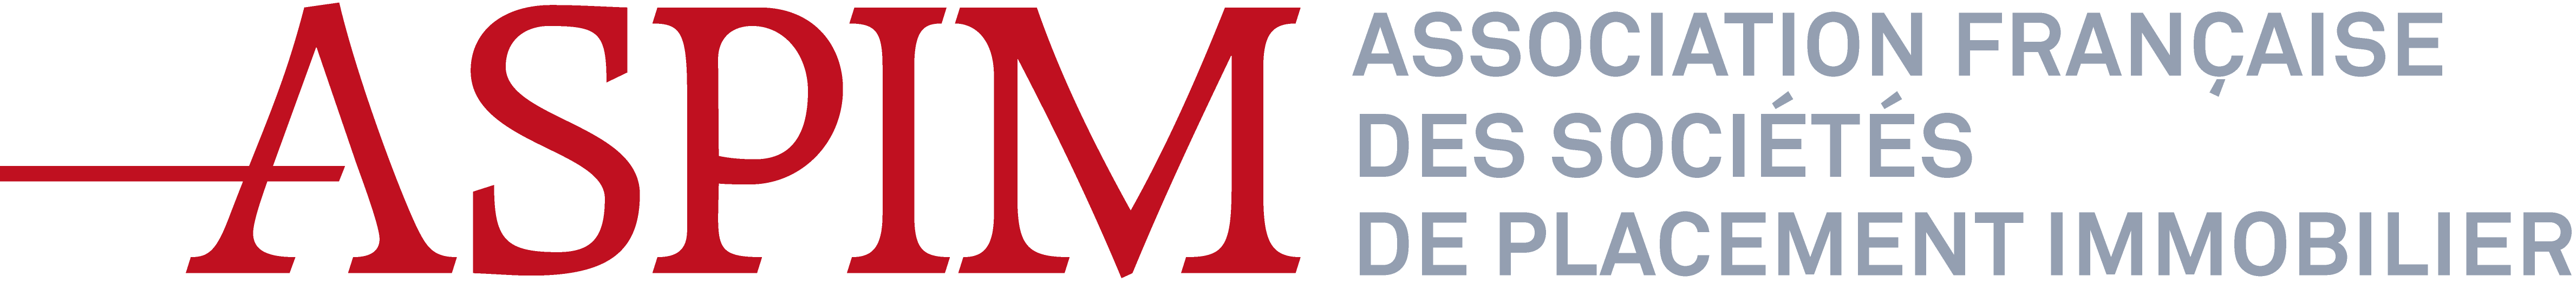 ASPIM
ASSOCIATION FRANÇAISE
DES SOCIÉTÉS
DE PLACEMENT IMMOBILIER